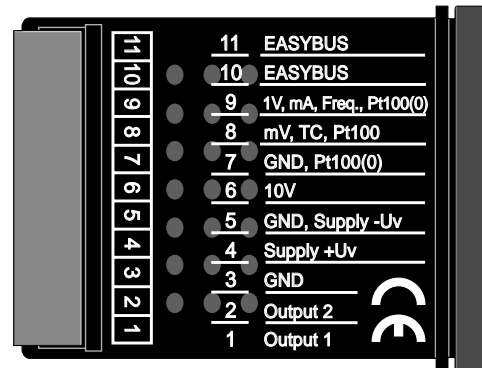 11 11 EASYBUS
10 10 EASYBUS
9 9 1V, mA, Freq., Pt100(0)
8 8 mV, TC, Pt100
7 7 GND, Pt100(0)
6 6 10V
5 5 GND, Supply -Uv
4 4 Supply +Uv
3 3 GND
2 2 Output 2
1 1 Output 1
CE